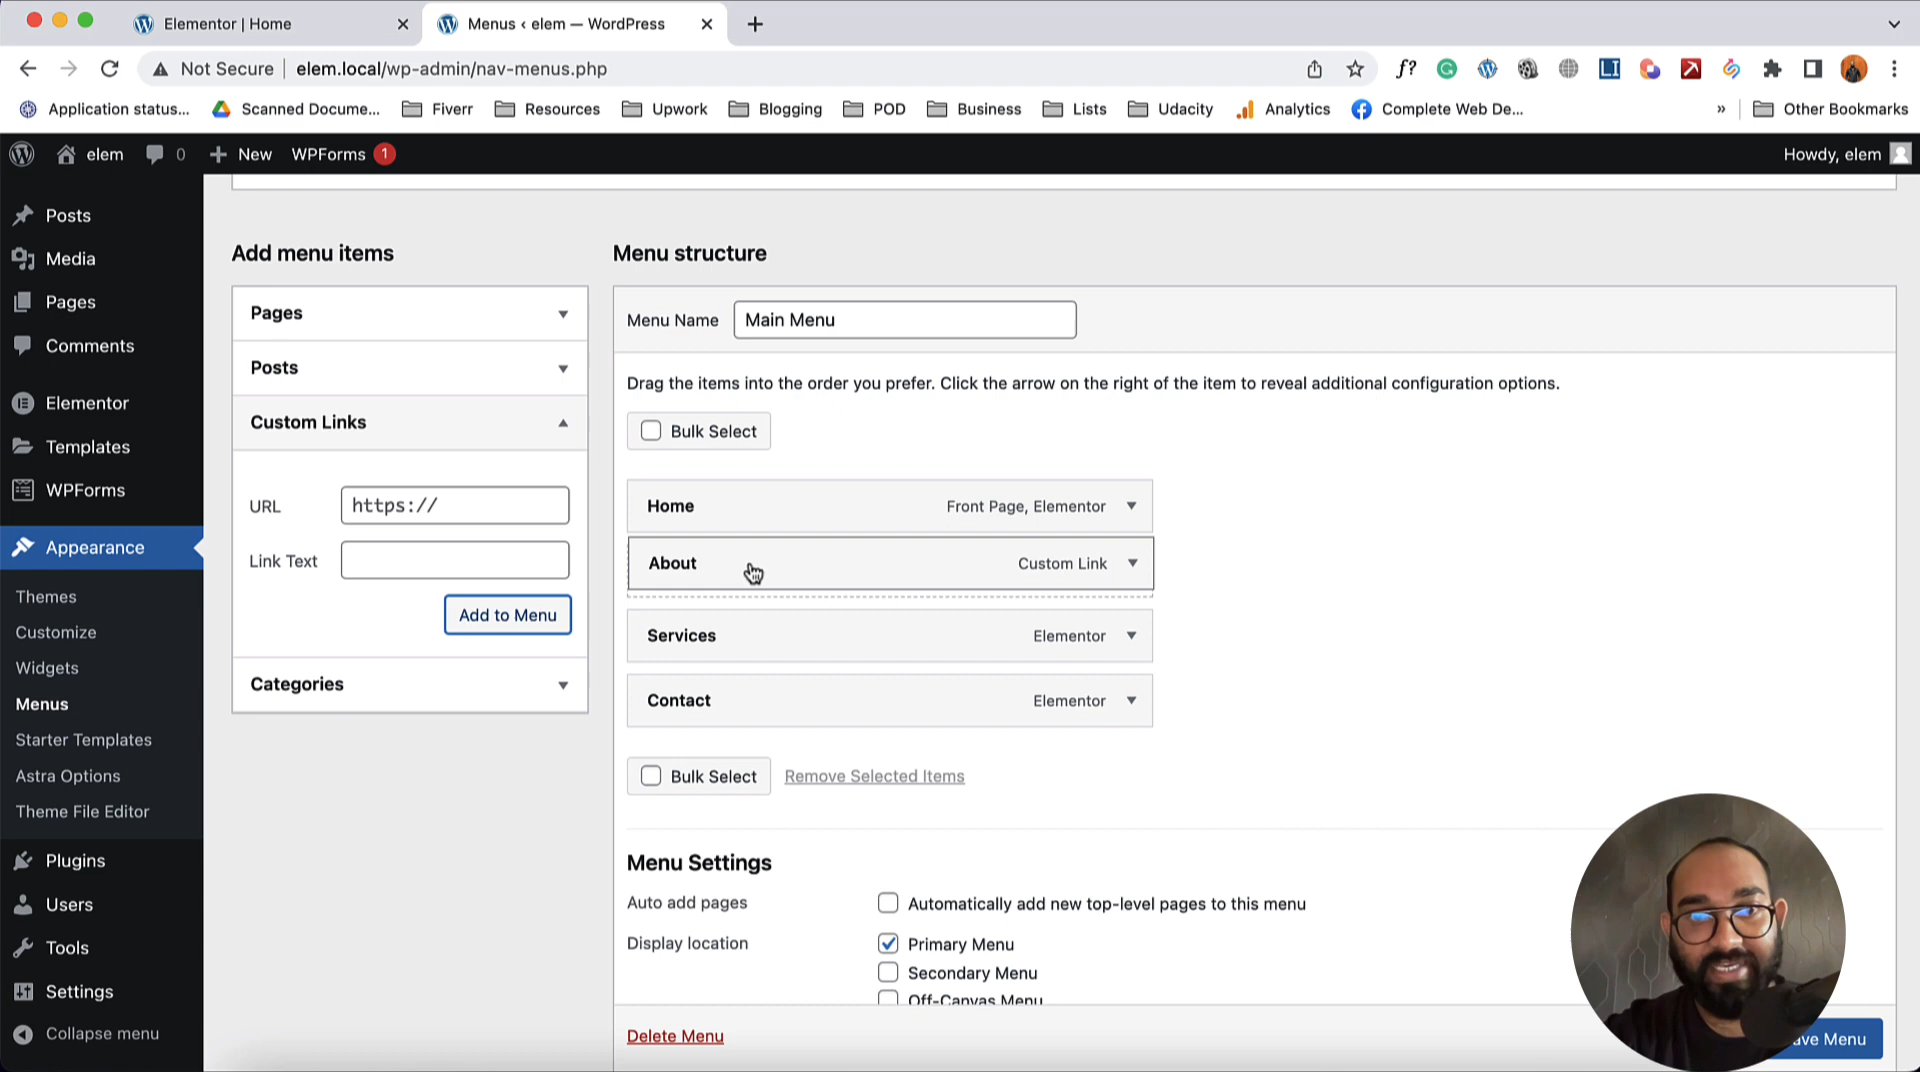 Elementor | Home
Menus < elem — WordPress
Not Secure
elem.local/wp-admin/nav-menus.php
Application status...
Scanned Docume...
Fiverr
Resources
Upwork
Blogging
POD
Business
Lists
Udacity
Analytics
Complete Web De...
»
Other Bookmarks
elem
0
New
WPForms
1
Howdy, elem
Posts
Media
Pages
Comments
Elementor
Templates
WPForms
Appearance
Themes
Customize
Widgets
Menus
Starter Templates
Astra Options
Theme File Editor
Plugins
Users
Tools
Settings
Collapse menu
Add menu items
Pages
Posts
Custom Links
URL
https://
Link Text
Add to Menu
Categories
Menu structure
Menu Name
Main Menu
Drag the items into the order you prefer. Click the arrow on the right of the item to reveal additional configuration options.
Bulk Select
Home
Front Page, Elementor
About
Custom Link
Services
Elementor
Contact
Elementor
Bulk Select
Remove Selected Items
Menu Settings
Auto add pages
Automatically add new top-level pages to this menu
Display location
Primary Menu
Secondary Menu
Off-Canvas Menu
Delete Menu
ave Menu